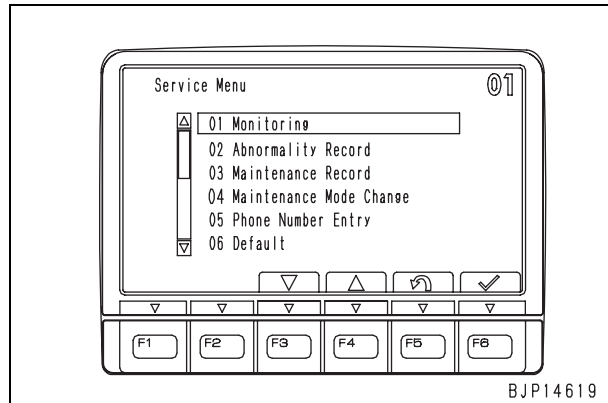 Service Menu 01
01 Monitoring
02 Abnormality Record
03 Maintenance Record
04 Maintenance Mode Change
05 Phone Number Entry
06 Default
F1 F2 F3 F4 F5 F6
BJP14619